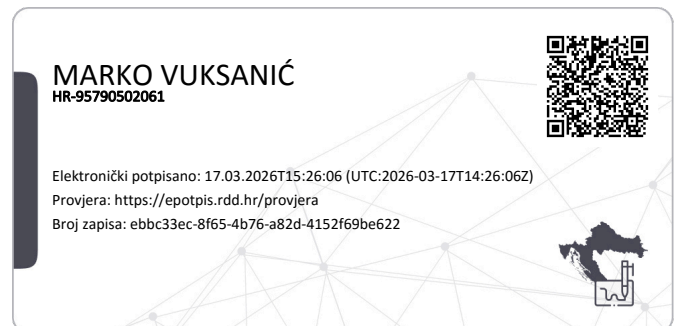 MARKO VUKSANIĆ
HR-95790502061
Elektronički potpisano: 17.03.2026T15:26:06 (UTC:2026-03-17T14:26:06Z)
Provjera: https://epotpis.rdd.hr/provjera
Broj zapisa: ebbc33ec-8f65-4b76-a82d-4152f69be622